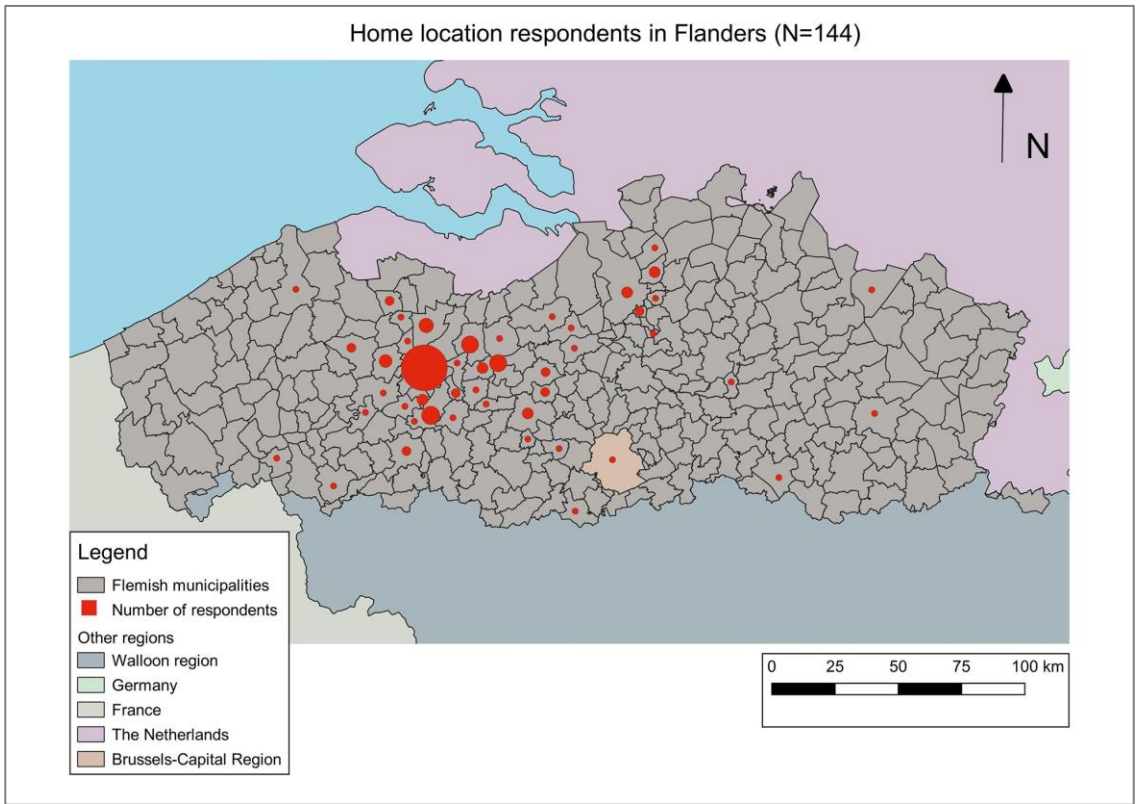 Home location respondents in Flanders (N=144)
N
Legend
Flemish municipalities
Number of respondents
Other regions
Walloon region
Germany
France
The Netherlands
Brussels-Capital Region
0 25 50 75 100 km